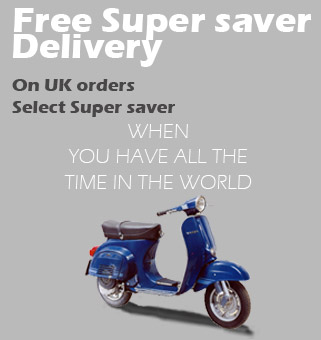 Free Super saver
Delivery
On UK orders
Select Super saver
WHEN
YOU HAVE ALL THE
TIME IN THE WORLD